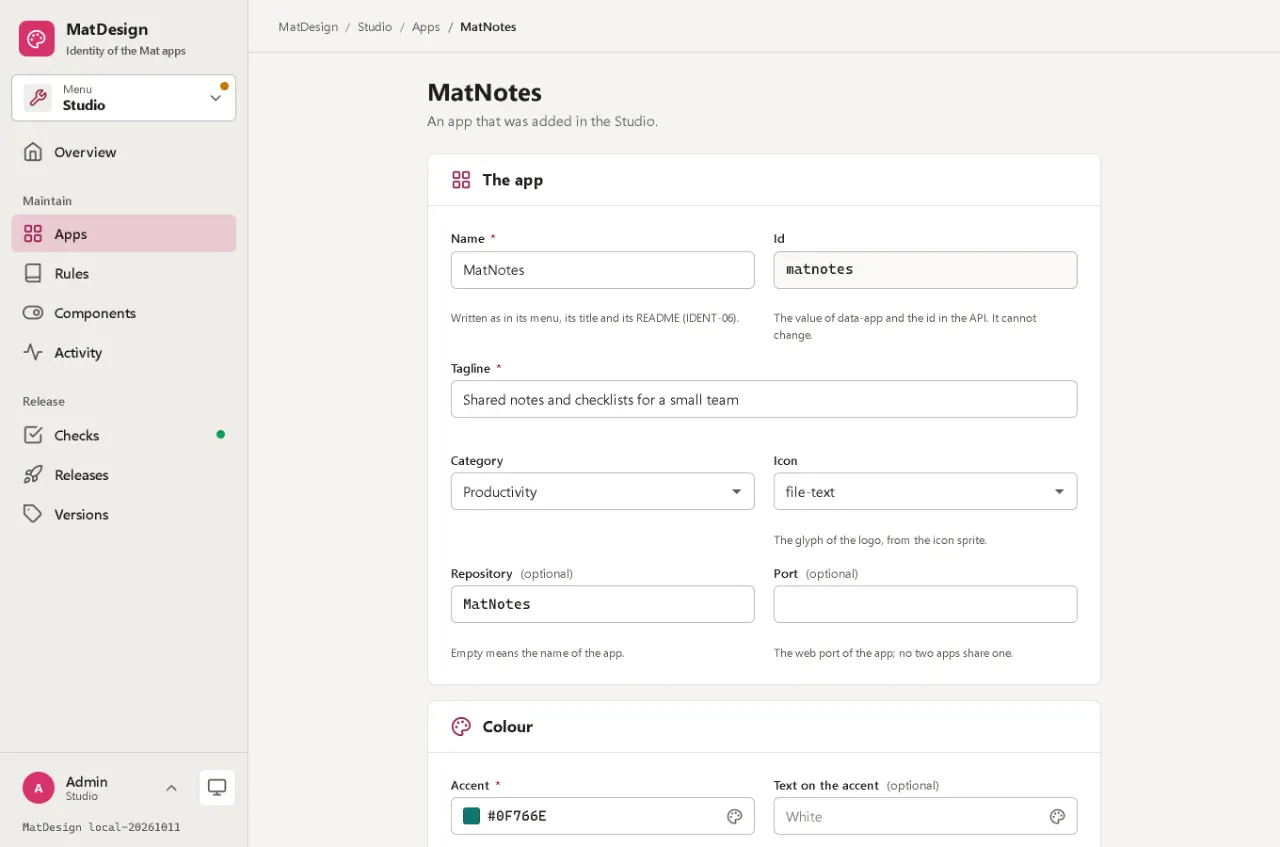 MatDesign
Identity of the Mat apps
Menu
Studio
Overview
Maintain
Apps
Rules
Components
Activity
Release
Checks
Releases
Versions
A
Admin
Studio
MatDesign local-20261011
MatDesign / Studio / Apps / MatNotes
MatNotes
An app that was added in the Studio.
The app
Name *
MatNotes
Written as in its menu, its title and its README (IDENT-06).
Id
matnotes
The value of data-app and the id in the API. It cannot
change.
Tagline *
Shared notes and checklists for a small team
Category
Productivity
Icon
file-text
The glyph of the logo, from the icon sprite.
Repository (optional)
MatNotes
Empty means the name of the app.
Port (optional)
The web port of the app; no two apps share one.
Colour
Accent *
#0F766E
Text on the accent (optional)
White